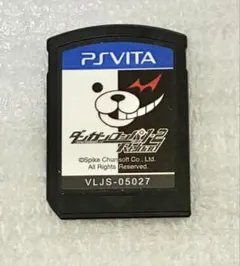 PSVITA
ダンガンロンパ1・2
Reload
©Spike Chunsoft Co., Ltd.
All Rights Reserved.
VLJS-05027